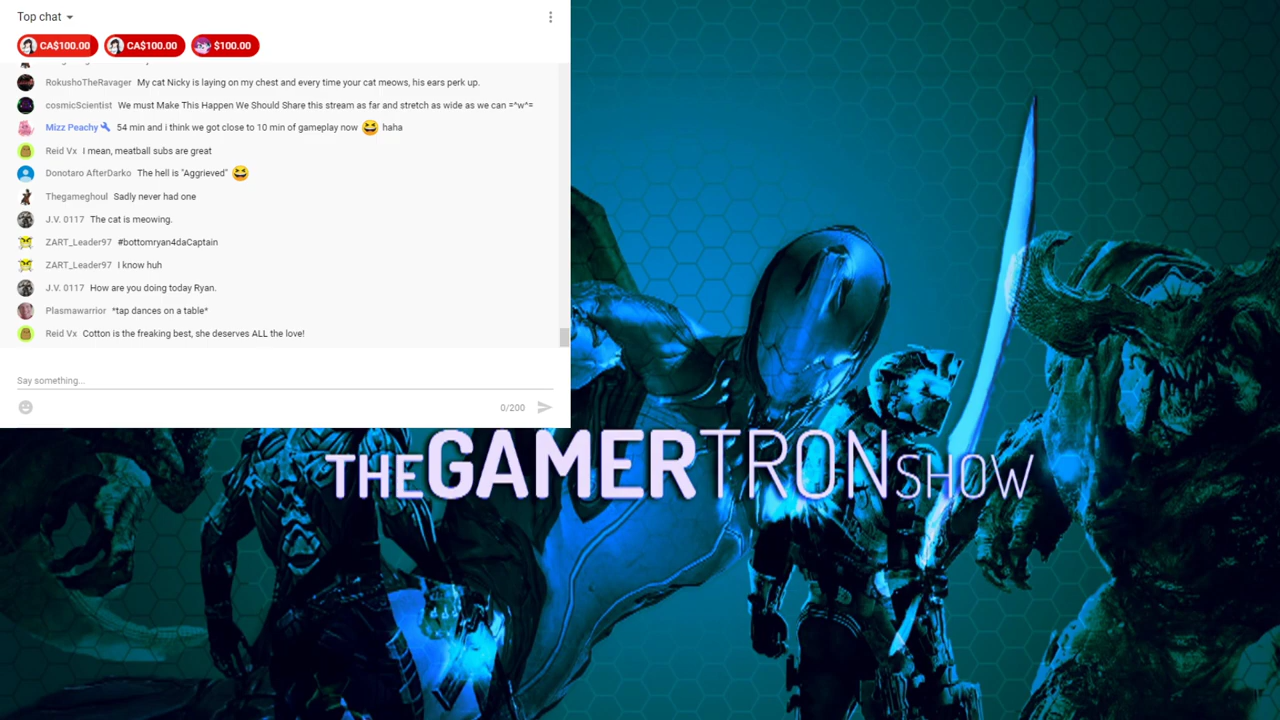 Top chat
CA$100.00 CA$100.00 $100.00
RokushoTheRavager My cat Nicky is laying on my chest and every time your cat meows, his ears perk up.
cosmicScientist We must Make This Happen We Should Share this stream as far and stretch as wide as we can =^w^=
Mizz Peachy 54 min and i think we got close to 10 min of gameplay now 😆 haha
Reid Vx I mean, meatball subs are great
Donotaro AfterDarko The hell is "Aggrieved" 😆
Thegameghoul Sadly never had one
J.V. 0117 The cat is meowing.
ZART_Leader97 #bottomryan4daCaptain
ZART_Leader97 I know huh
J.V. 0117 How are you doing today Ryan.
Plasmawarrior *tap dances on a table*
Reid Vx Cotton is the freaking best, she deserves ALL the love!
Say something...
0/200
THEGAMERTRONSHOW